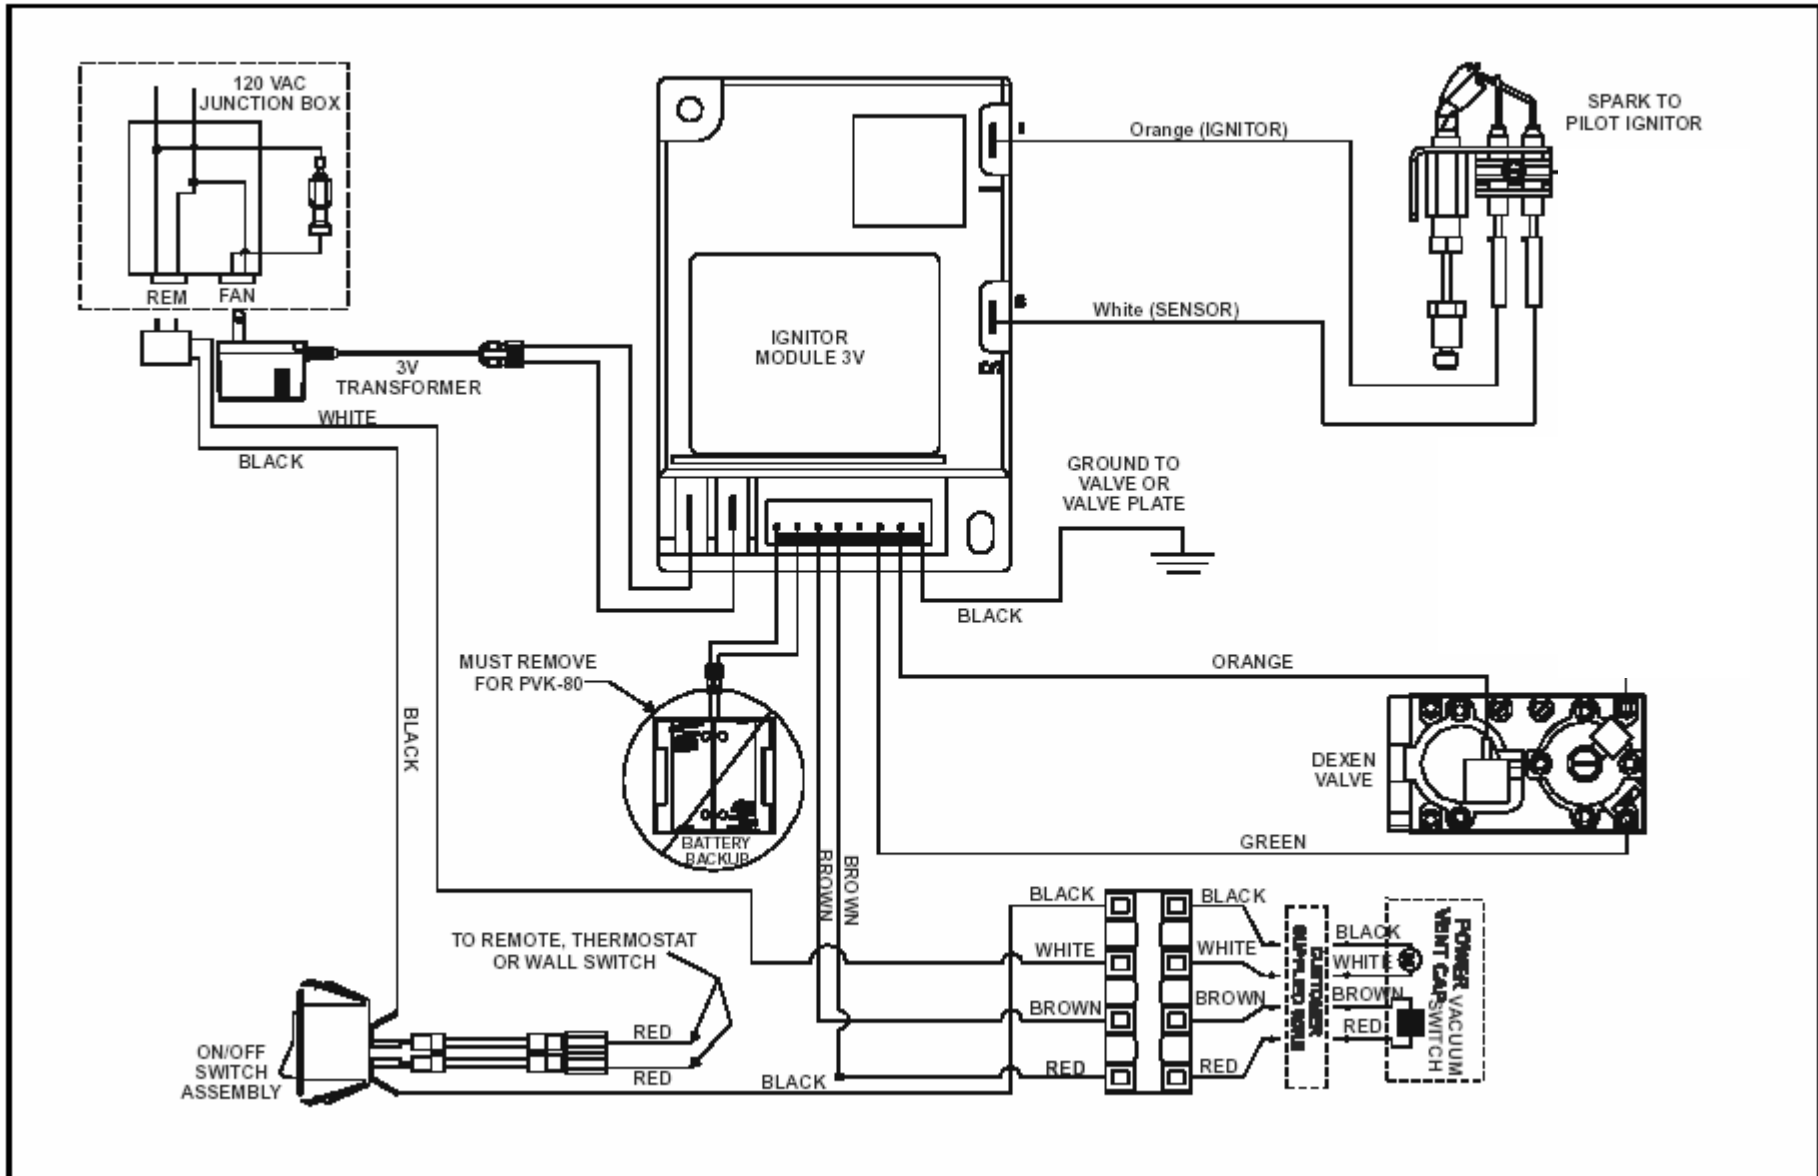 120 VAC
JUNCTION BOX
REM
FAN
3V
TRANSFORMER
WHITE
BLACK
IGNITOR
MODULE 3V
I
S
Orange (IGNITOR)
White (SENSOR)
SPARK TO
PILOT IGNITOR
GROUND TO
VALVE OR
VALVE PLATE
BLACK
MUST REMOVE
FOR PVK-80
BATTERY
BACKUP
ORANGE
DEXEN
VALVE
GREEN
BLACK
BROWN
BROWN
TO REMOTE, THERMOSTAT
OR WALL SWITCH
ON/OFF
SWITCH
ASSEMBLY
RED
RED
BLACK
BLACK
WHITE
BROWN
RED
BLACK
WHITE
BROWN
RED
CUSTOMER
SUPPLIED
BLACK
WHITE
BROWN
RED
POWER
VENT CAP
VACUUM
SWITCH